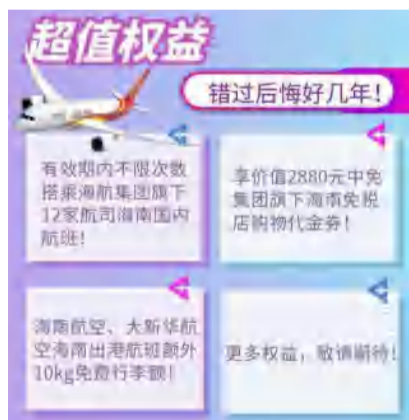 超值权益
错过后悔好几年！
有效期内不限次数
搭乘海航集团旗下
12家航司海南国内
航班！
享价值2880元中免
集团旗下海南免税
店购物代金券！
海南航空、大新华航
空海南出港航班额外
10kg免费行李额！
更多权益，敬请期待！